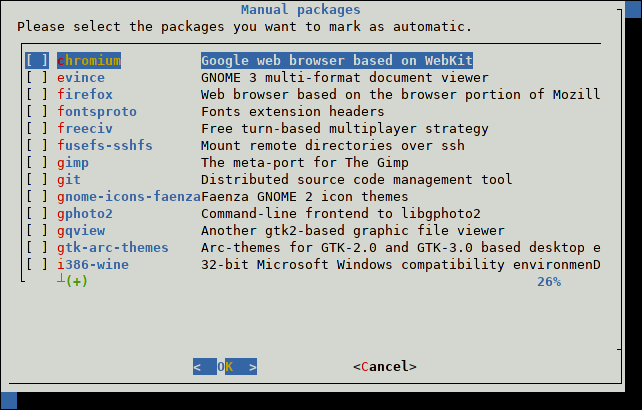 Manual packages
Please select the packages you want to mark as automatic.
[ ] chromium Google web browser based on WebKit
[ ] evince GNOME 3 multi-format document viewer
[ ] firefox Web browser based on the browser portion of Mozill
[ ] fontsproto Fonts extension headers
[ ] freeciv Free turn-based multiplayer strategy
[ ] fusefs-sshfs Mount remote directories over ssh
[ ] gimp The meta-port for The Gimp
[ ] git Distributed source code management tool
[ ] gnome-icons-faenzaFaenza GNOME 2 icon themes
[ ] gphoto2 Command-line frontend to libgphoto2
[ ] gqview Another gtk2-based graphic file viewer
[ ] gtk-arc-themes Arc-themes for GTK-2.0 and GTK-3.0 based desktop e
[ ] i386-wine 32-bit Microsoft Windows compatibility environmenD
┴(+) 26%
< OK > <Cancel>